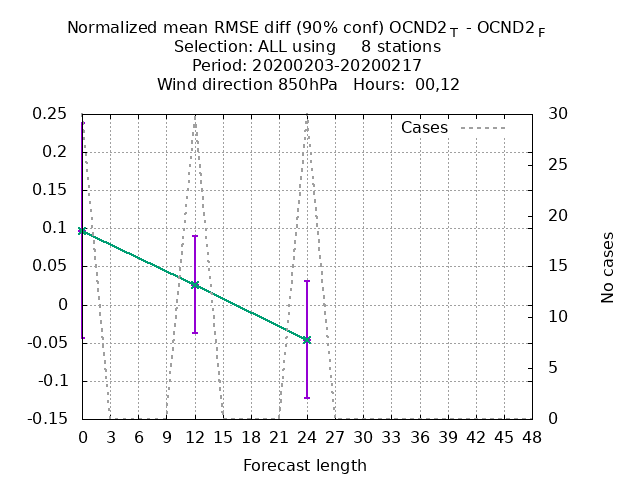 Normalized mean RMSE diff (90% conf) OCND2 T - OCND2 F
Selection: ALL using 8 stations
Period: 20200203-20200217
Wind direction 850hPa Hours: 00,12
Cases
0.25
0.2
0.15
0.1
0.05
0
-0.05
-0.1
-0.15
30
25
20
15
10
5
0
No cases
0 3 6 9 12 15 18 21 24 27 30 33 36 39 42 45 48
Forecast length